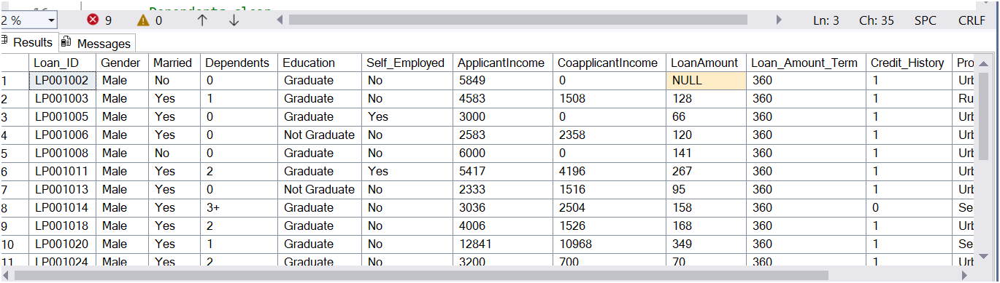 16 Dependents_clean
2 % 9 0 Ln: 3 Ch: 35 SPC CRLF
Results Messages
Loan_ID Gender Married Dependents Education Self_Employed ApplicantIncome CoapplicantIncome LoanAmount Loan_Amount_Term Credit_History Pro
1 LP001002 Male No 0 Graduate No 5849 0 NULL 360 1 Urb
2 LP001003 Male Yes 1 Graduate No 4583 1508 128 360 1 Ru
3 LP001005 Male Yes 0 Graduate Yes 3000 0 66 360 1 Urb
4 LP001006 Male Yes 0 Not Graduate No 2583 2358 120 360 1 Urb
5 LP001008 Male No 0 Graduate No 6000 0 141 360 1 Urb
6 LP001011 Male Yes 2 Graduate Yes 5417 4196 267 360 1 Urb
7 LP001013 Male Yes 0 Not Graduate No 2333 1516 95 360 1 Urb
8 LP001014 Male Yes 3+ Graduate No 3036 2504 158 360 0 Se
9 LP001018 Male Yes 2 Graduate No 4006 1526 168 360 1 Urb
10 LP001020 Male Yes 1 Graduate No 12841 10968 349 360 1 Se
11 LP001024 Male Yes 2 Graduate No 3200 700 70 360 1 Urb